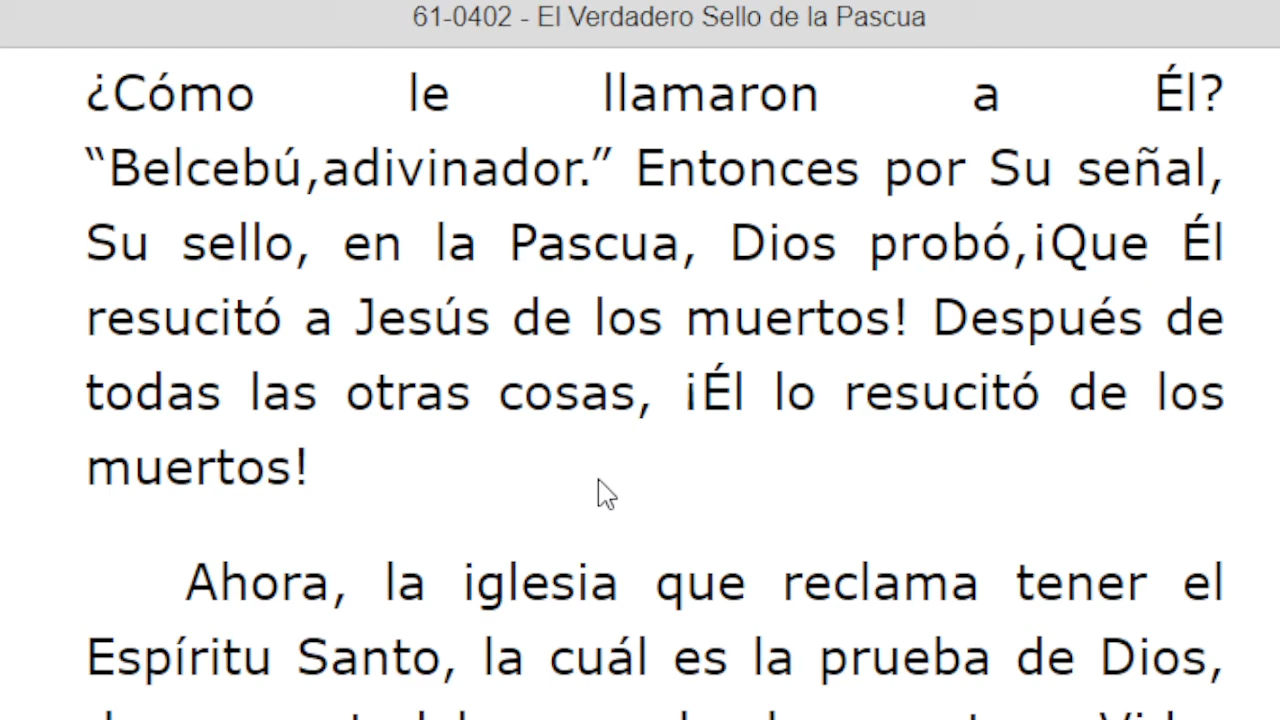 61-0402 - El Verdadero Sello de la Pascua
¿Cómo le llamaron a Él?
“Belcebú,adivinador.” Entonces por Su señal,
Su sello, en la Pascua, Dios probó,¡Que Él
resucitó a Jesús de los muertos! Después de
todas las otras cosas, ¡Él lo resucitó de los
muertos!
Ahora, la iglesia que reclama tener el
Espíritu Santo, la cuál es la prueba de Dios,